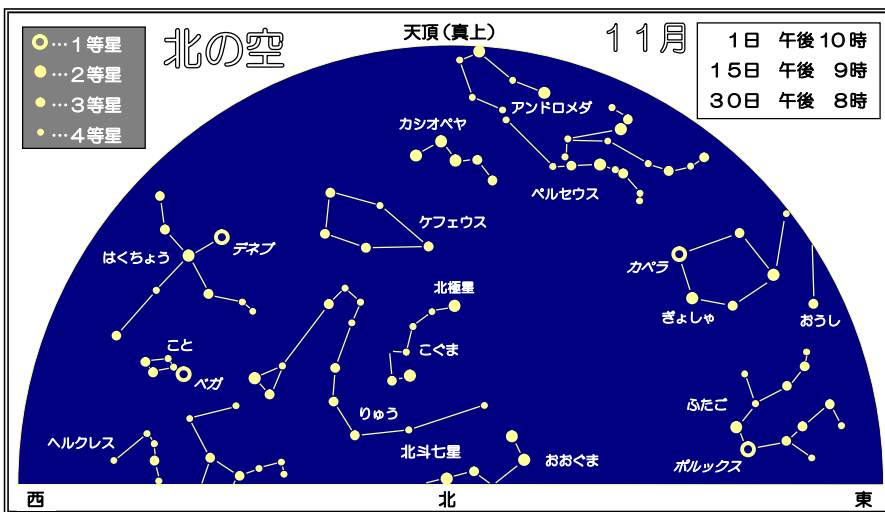 …１等星
…２等星
…３等星
…４等星
北の空
天頂（真上）
１１月
１日 午後１０時
１５日 午後 ９時
３０日 午後 ８時
アンドロメダ
カシオペヤ
ペルセウス
ケフェウス
デネブ
はくちょう
カペラ
北極星
ぎょしゃ
おうし
こと
こぐま
ベガ
ふたご
りゅう
ヘルクレス
北斗七星
おおぐま
ポルックス
西
北
東